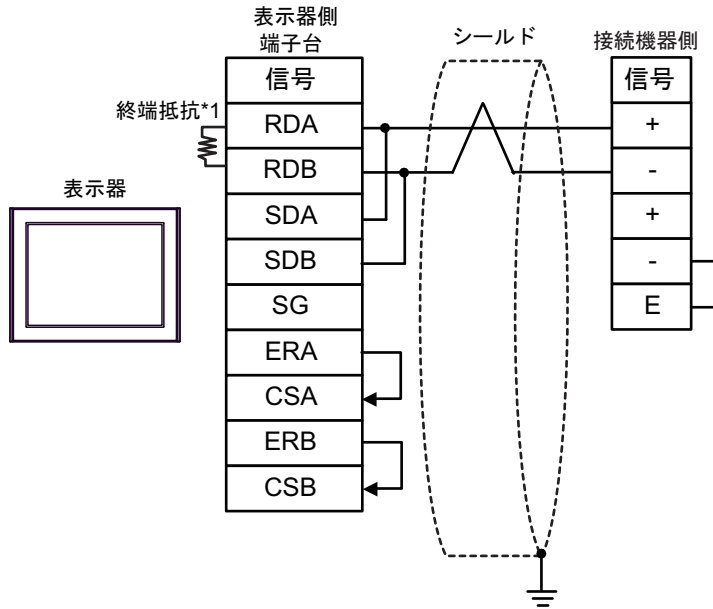 表示器側
端子台
シールド
接続機器側
信号
信号
終端抵抗*1
RDA
+
RDB
-
表示器
SDA
+
SDB
-
SG
E
ERA
CSA
ERB
CSB